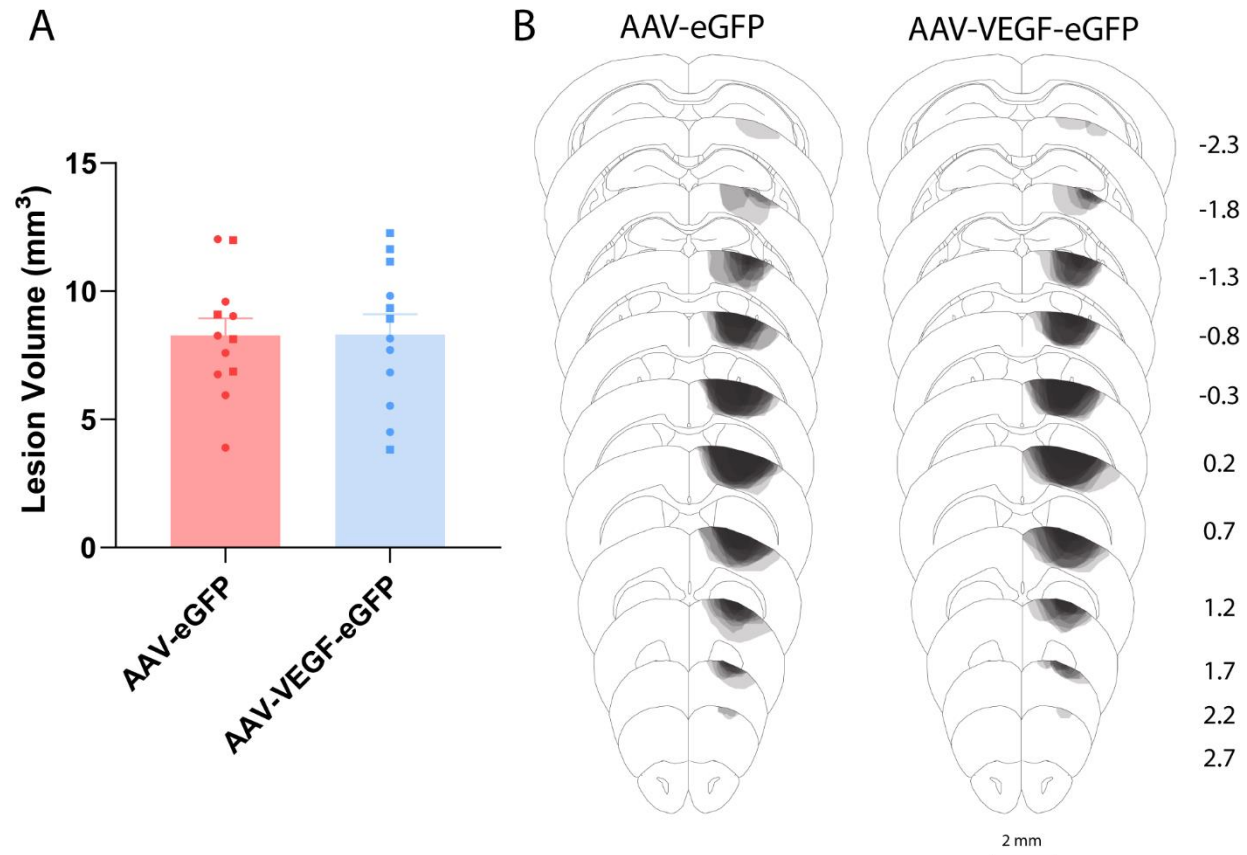 A
Lesion Volume (mm³)
15
10
5
0
AAV-eGFP
AAV-VEGF-eGFP
B
AAV-eGFP
AAV-VEGF-eGFP
-2.3
-1.8
-1.3
-0.8
-0.3
0.2
0.7
1.2
1.7
2.2
2.7
2 mm